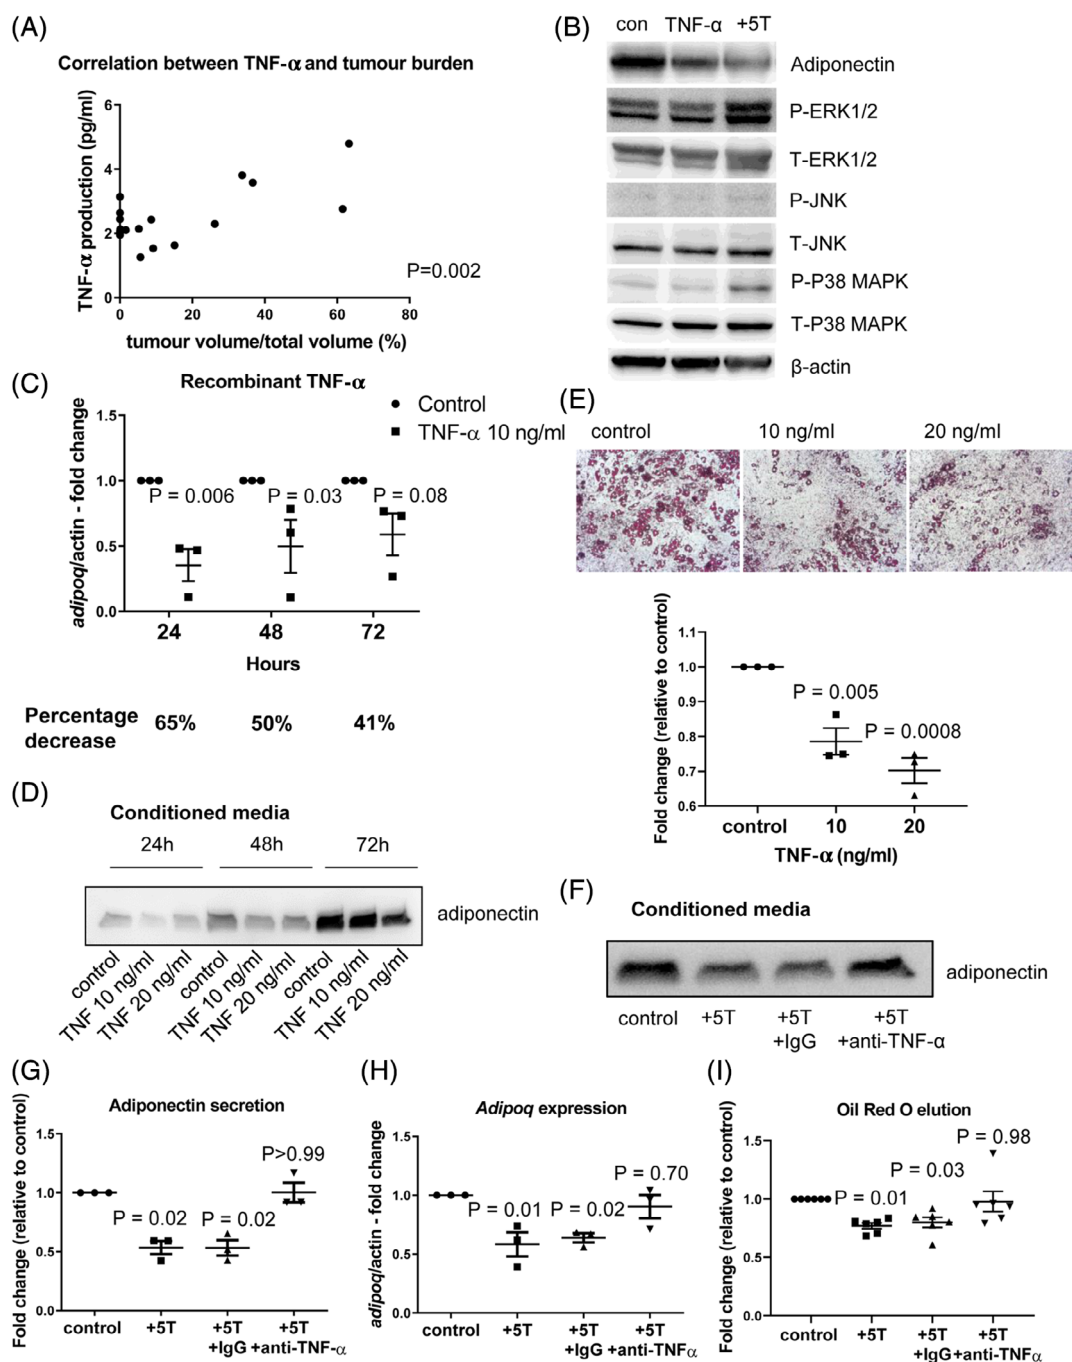 (A)
Correlation between TNF-α and tumour burden
TNF-α production (pg/ml)
6
4
2
0
P=0.002
0 20 40 60 80
tumour volume/total volume (%)
(B)
con TNF-α +5T
Adiponectin
P-ERK1/2
T-ERK1/2
P-JNK
T-JNK
P-P38 MAPK
T-P38 MAPK
β-actin
(C)
Recombinant TNF-α
Control
TNF-α 10 ng/ml
adipoq/actin - fold change
1.5
1.0
0.5
0.0
P = 0.006
P = 0.03
P = 0.08
24 48 72
Hours
Percentage decrease
65% 50% 41%
(D)
Conditioned media
24h 48h 72h
adiponectin
control
TNF 10 ng/ml
TNF 20 ng/ml
control
TNF 10 ng/ml
TNF 20 ng/ml
control
TNF 10 ng/ml
TNF 20 ng/ml
(E)
control 10 ng/ml 20 ng/ml
Fold change (relative to control)
1.1
1.0
0.9
0.8
0.7
0.6
P = 0.005
P = 0.0008
control 10 20
TNF-α (ng/ml)
(F)
Conditioned media
adiponectin
control +5T +5T +5T
+IgG +anti-TNF-α
(G)
Adiponectin secretion
Fold change (relative to control)
1.5
1.0
0.5
0.0
P = 0.02
P = 0.02
P>0.99
control +5T +5T +5T
+IgG +anti-TNF-α
(H)
Adipoq expression
adipoq/actin - fold change
1.5
1.0
0.5
0.0
P = 0.01
P = 0.02
P = 0.70
control +5T +5T +5T
+IgG +anti-TNFα
(I)
Oil Red O elution
Fold change (relative to control)
1.5
1.0
0.5
0.0
P = 0.01
P = 0.03
P = 0.98
control +5T +5T +5T
+IgG +anti-TNFα